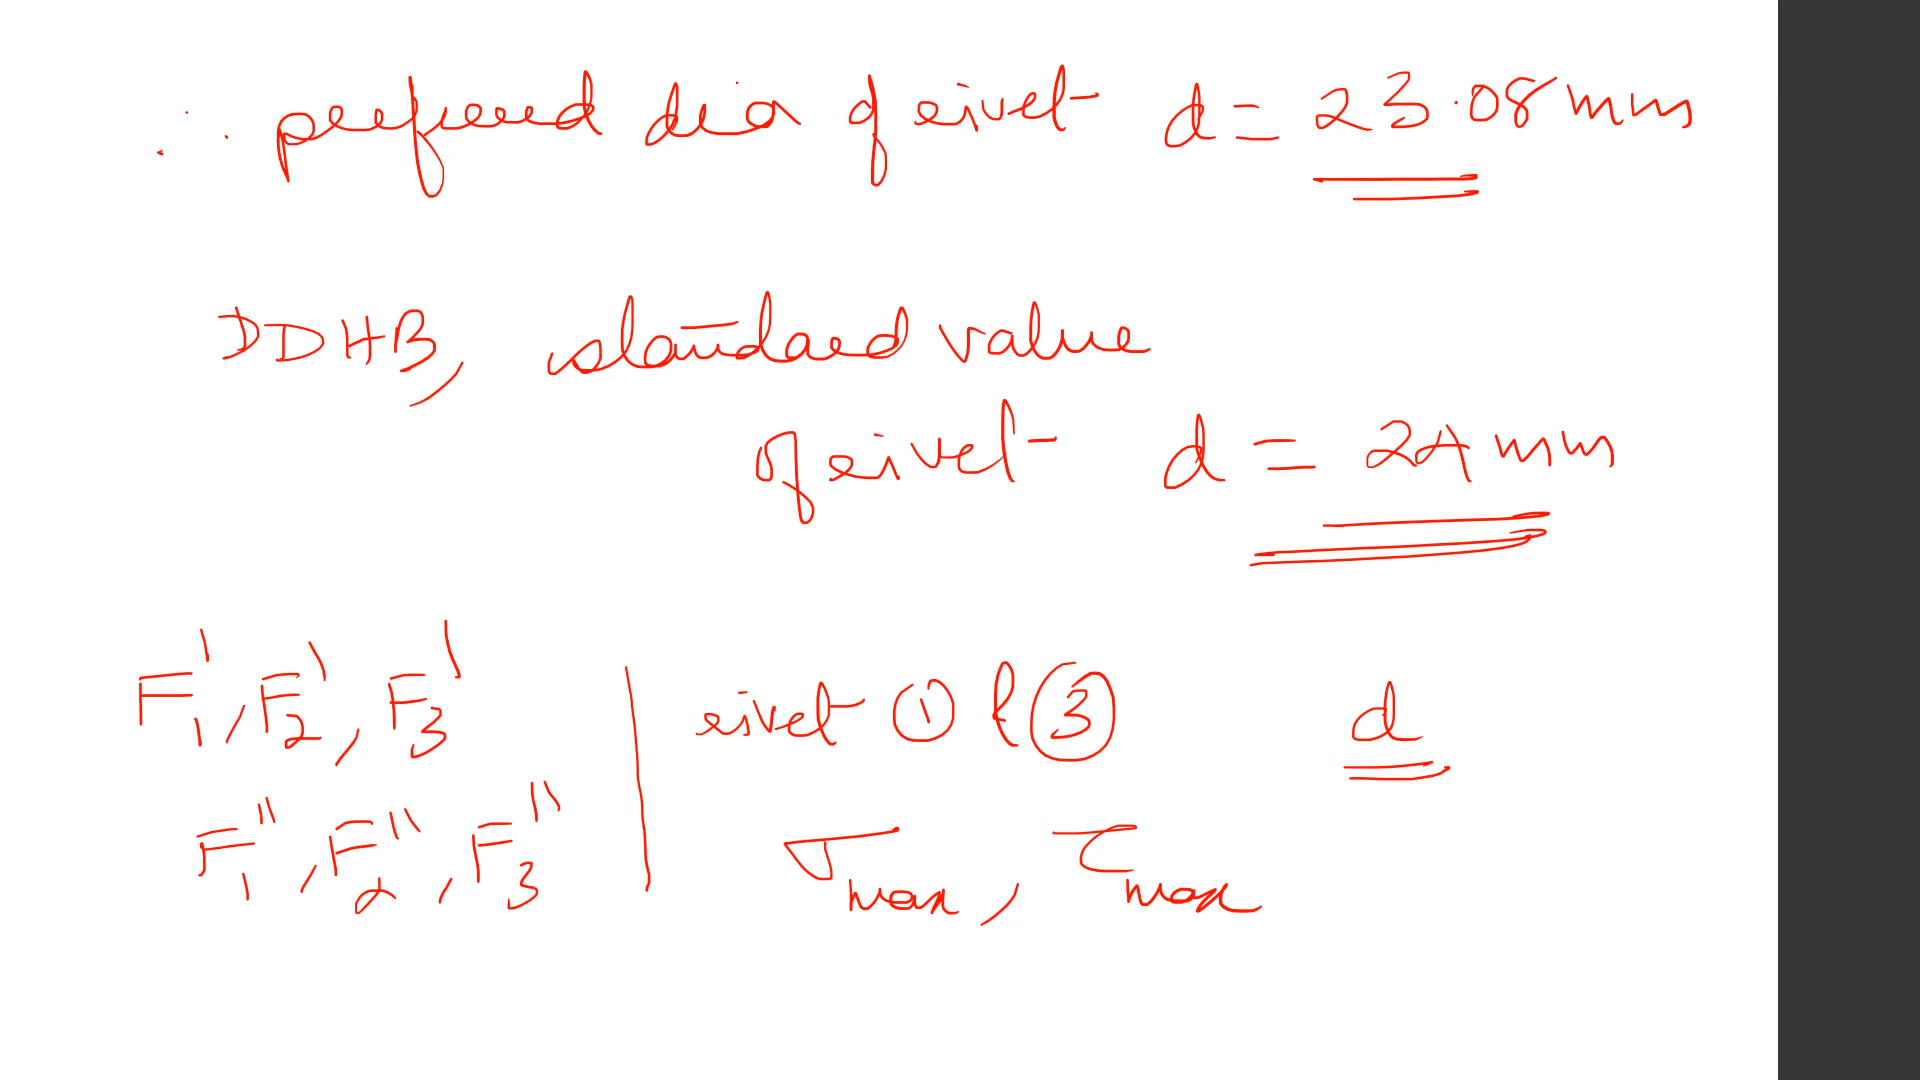 ∴ preferred dia of rivet d = 23.08 mm
DDHB, standard value
of rivet d = 24 mm
F₁', F₂', F₃' | rivet ① & ③ d
F₁'', F₂'', F₃'' | σmax, τmax